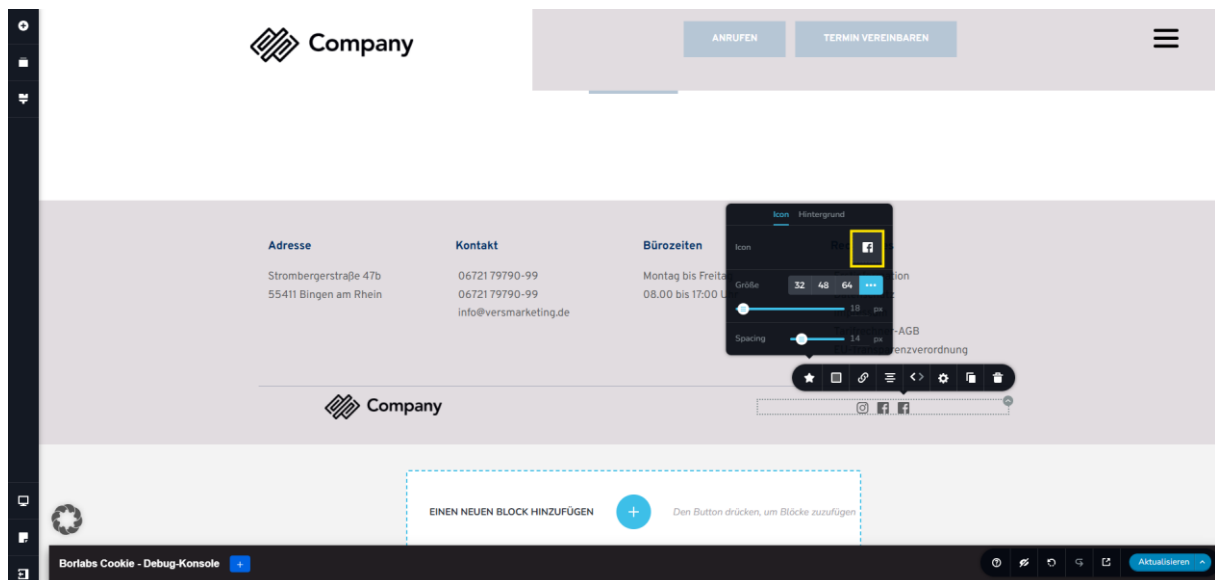 Company
ANRUFEN
TERMIN VEREINBAREN
Icon Hintergrund
Icon
Größe 32 48 64
18 px
Spacing 14 px
Adresse
Strombergerstraße 47b
55411 Bingen am Rhein
Kontakt
06721 79790-99
06721 79790-99
info@versmarketing.de
Bürozeiten
Montag bis Freitag
08.00 bis 17:00 U
-AGB
enzverordnung
Company
EINEN NEUEN BLOCK HINZUFÜGEN
Den Button drücken, um Blöcke zuzufügen
Borlabs Cookie - Debug-Konsole
Aktualisieren